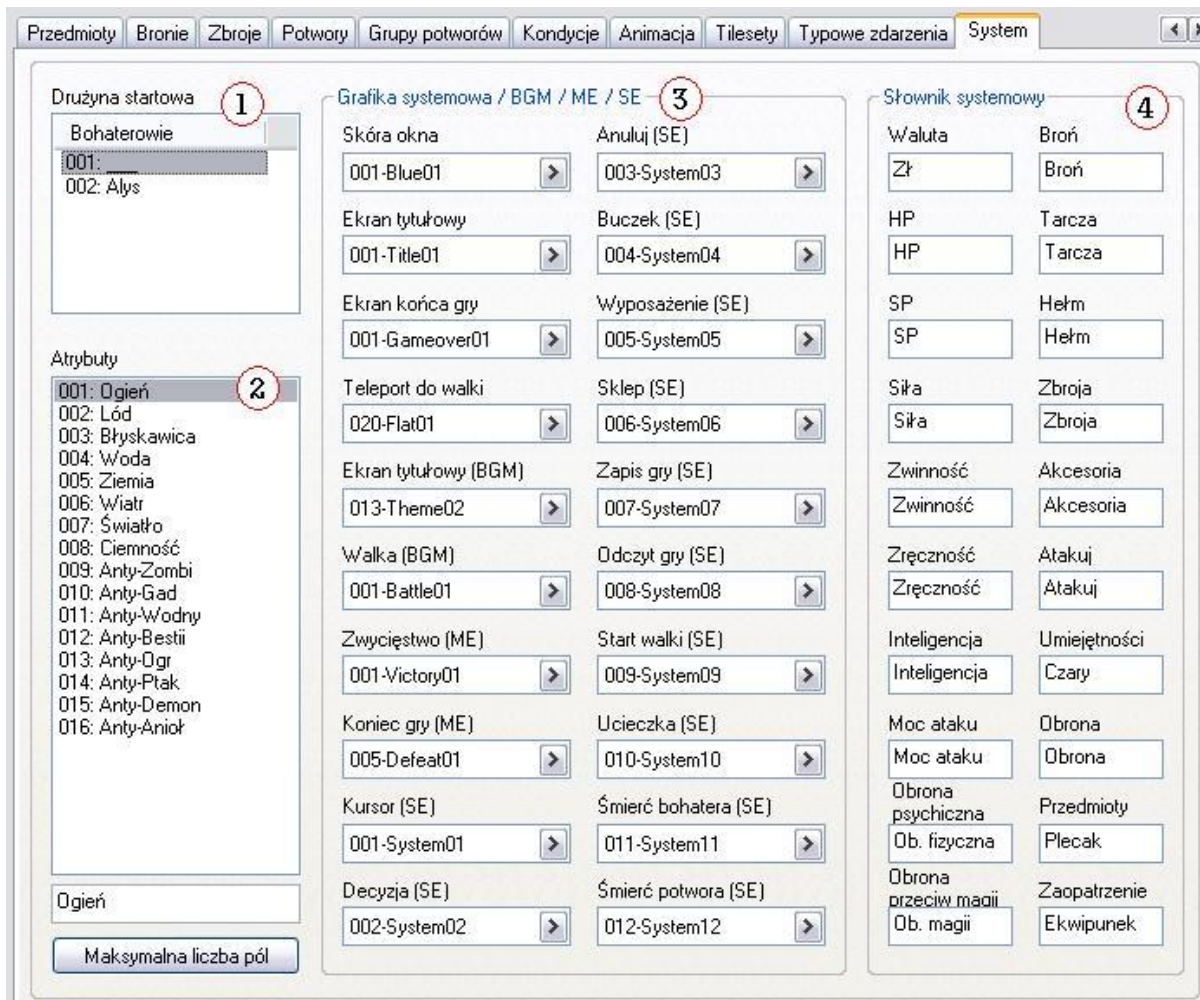 Przedmioty Bronie Zbroje Potwory Grupy potworów Kondycje Animacja Tilesety Typowe zdarzenia System
Drużyna startowa 1
Bohaterowie
001: ___
002: Alys
Atrybuty
2
001: Ogień
002: Lód
003: Błyskawica
004: Woda
005: Ziemia
006: Wiatr
007: Światło
008: Ciemność
009: Anty-Zombi
010: Anty-Gad
011: Anty-Wodny
012: Anty-Bestii
013: Anty-Ogr
014: Anty-Ptak
015: Anty-Demon
016: Anty-Anioł
Ogień
Maksymalna liczba pól
Grafika systemowa / BGM / ME / SE 3
Skóra okna Anuluj (SE)
001-Blue01 003-System03
Ekran tytułowy Buczek (SE)
001-Title01 004-System04
Ekran końca gry Wyposażenie (SE)
001-Gameover01 005-System05
Teleport do walki Sklep (SE)
020-Flat01 006-System06
Ekran tytułowy (BGM) Zapis gry (SE)
013-Theme02 007-System07
Walka (BGM) Odczyt gry (SE)
001-Battle01 008-System08
Zwycięstwo (ME) Start walki (SE)
001-Victory01 009-System09
Koniec gry (ME) Ucieczka (SE)
005-Defeat01 010-System10
Kursor (SE) Śmierć bohatera (SE)
001-System01 011-System11
Decyzja (SE) Śmierć potwora (SE)
002-System02 012-System12
Słownik systemowy 4
Waluta Broń
Zł Broń
HP Tarcza
HP Tarcza
SP Hełm
SP Hełm
Siła Zbroja
Siła Zbroja
Zwinność Akcesoria
Zwinność Akcesoria
Zręczność Atakuj
Zręczność Atakuj
Inteligencja Umiejętności
Inteligencja Czary
Moc ataku Obrona
Moc ataku Obrona
Obrona
psychiczna Przedmioty
Ob. fizyczna Plecak
Obrona
przeciw magii Zaopatrzenie
Ob. magii Ekwipunek